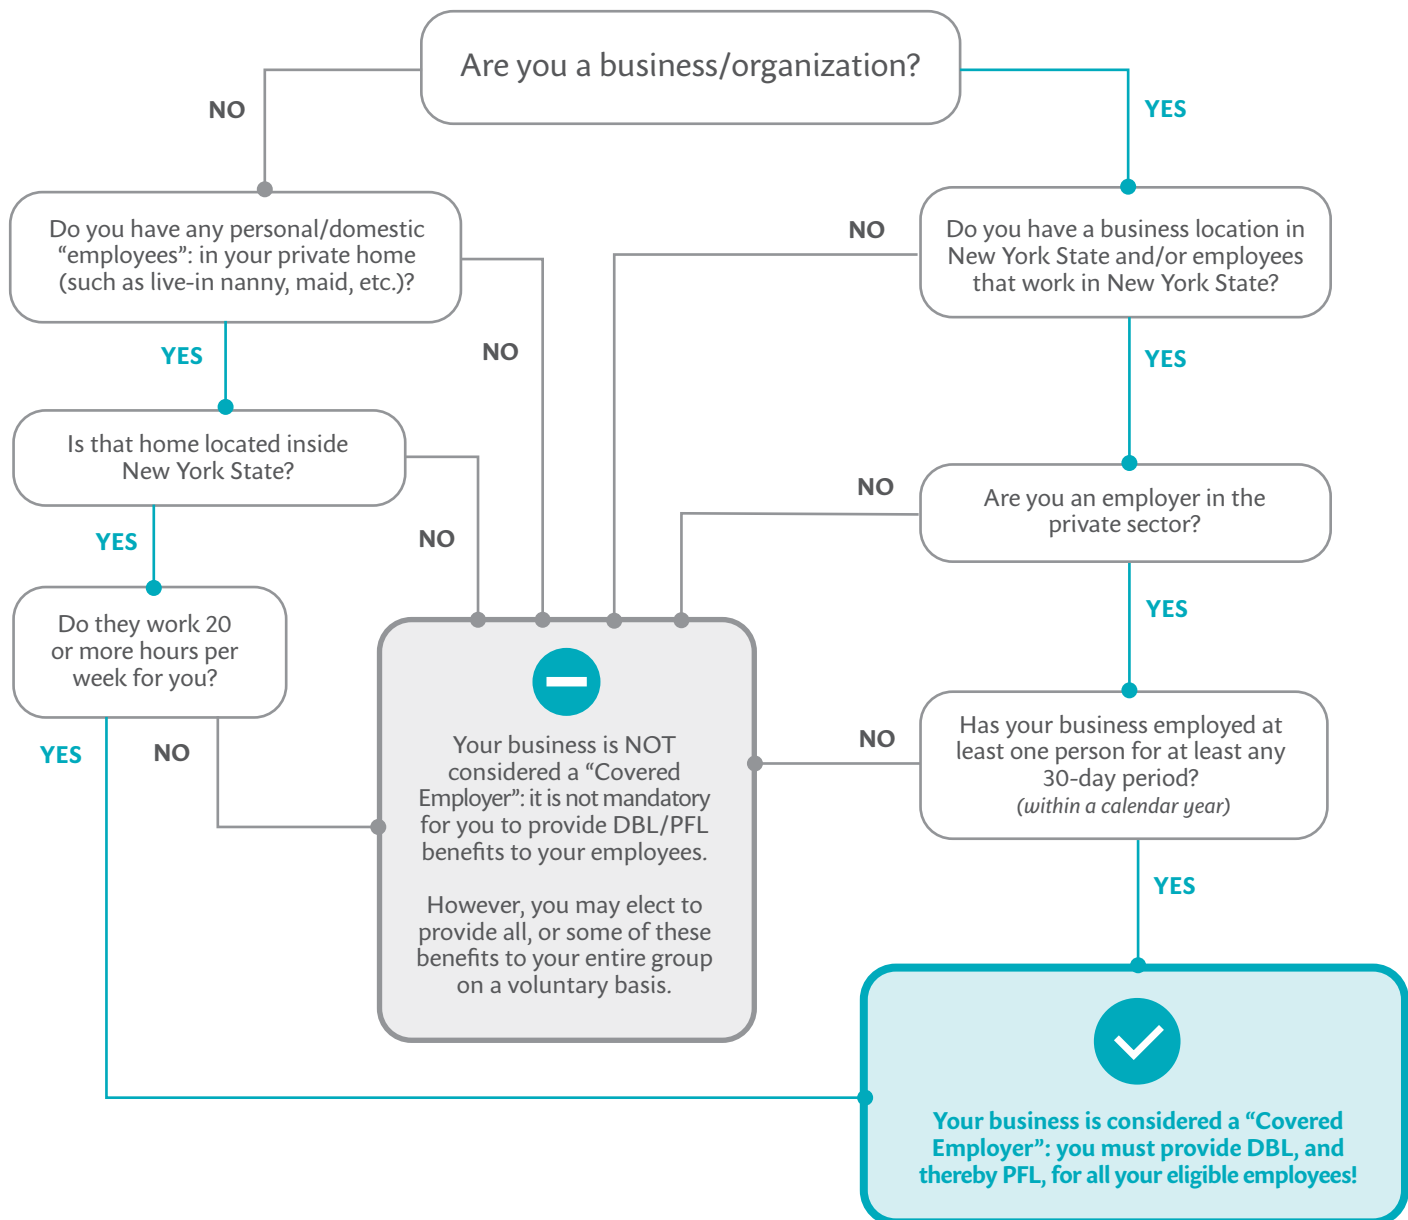 Are you a business/organization?
NO
YES
Do you have any personal/domestic
“employees”: in your private home
(such as live-in nanny, maid, etc.)?
NO
Do you have a business location in
New York State and/or employees
that work in New York State?
YES
NO
YES
Is that home located inside
New York State?
NO
Are you an employer in the
private sector?
YES
NO
YES
Do they work 20
or more hours per
week for you?
YES
NO
Your business is NOT
considered a “Covered
Employer”: it is not mandatory
for you to provide DBL/PFL
benefits to your employees.
However, you may elect to
provide all, or some of these
benefits to your entire group
on a voluntary basis.
NO
Has your business employed at
least one person for at least any
30-day period?
(within a calendar year)
YES
Your business is considered a “Covered
Employer”: you must provide DBL, and
thereby PFL, for all your eligible employees!